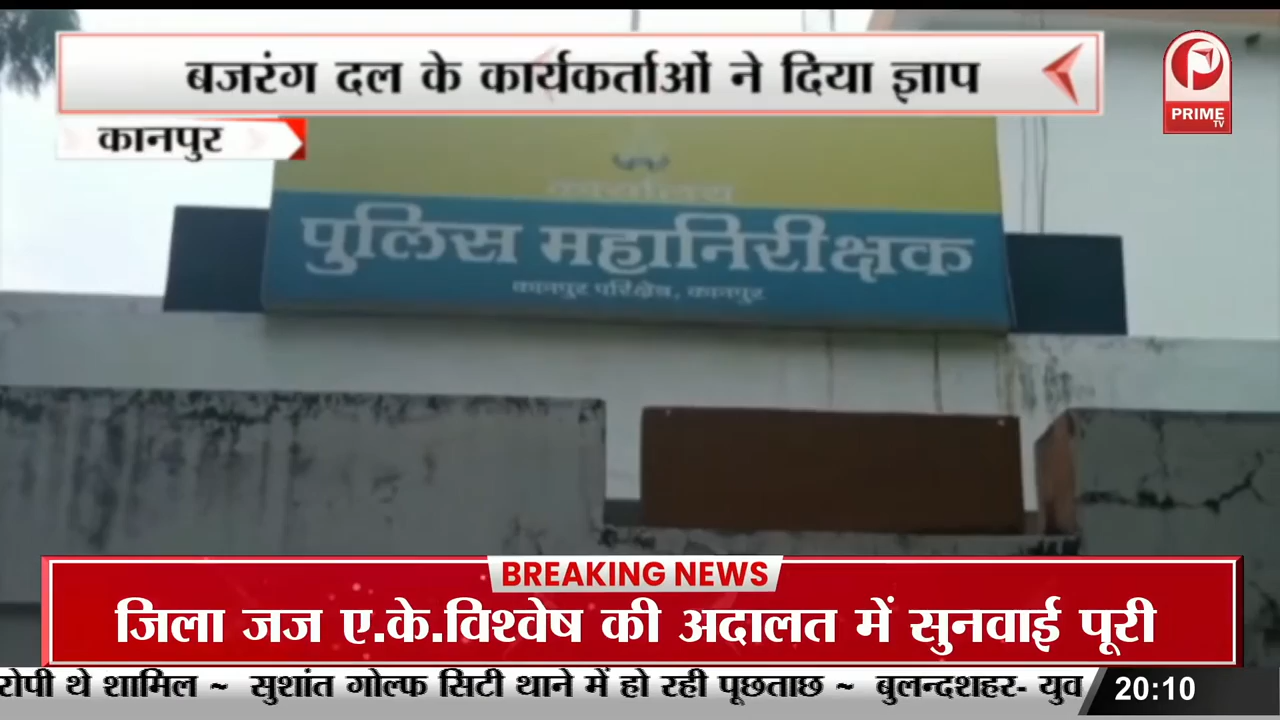 बजरंग दल के कार्यकर्ताओं ने दिया ज्ञाप
PRIME
TV
कानपुर
कार्यालय
पुलिस महानिरीक्षक
कानपुर परिक्षेत्र, कानपुर
BREAKING NEWS
जिला जज ए.के.विश्वेष की अदालत में सुनवाई पूरी
रोपी थे शामिल ~ सुशांत गोल्फ सिटी थाने में हो रही पूछताछ ~ बुलन्दशहर- युव
20:10